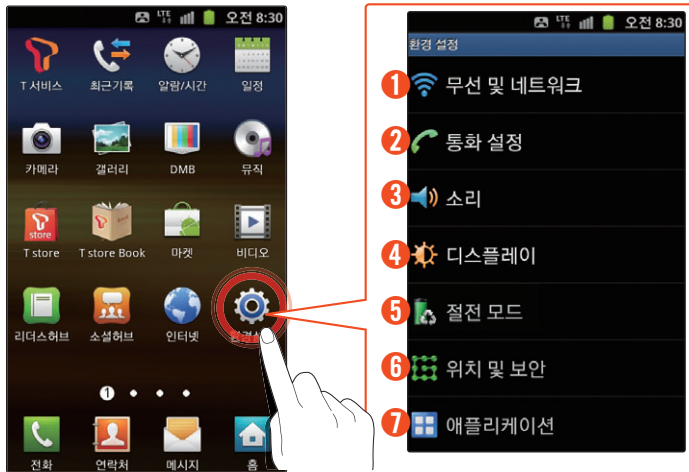 LTE 오전 8:30
T 서비스 최근기록 알람/시간 일정
카메라 갤러리 DMB 뮤직
store
T store T store Book 마켓 비디오
리더스허브 소셜허브 인터넷
1
전화 연락처 메시지 홈
LTE 오전 8:30
환경 설정
1 무선 및 네트워크
2 통화 설정
3 소리
4 디스플레이
5 절전 모드
6 위치 및 보안
7 애플리케이션